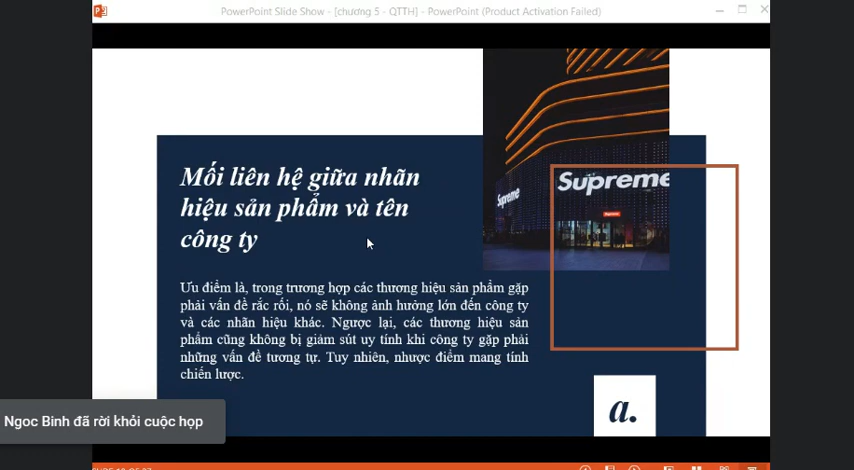 PowerPoint Slide Show - [chương 5 - QTTH] - PowerPoint (Product Activation Failed)
Supreme
Supreme
Mối liên hệ giữa nhãn
hiệu sản phẩm và tên
công ty
Ưu điểm là, trong trương hợp các thương hiệu sản phẩm gặp
phải vấn đề rắc rối, nó sẽ không ảnh hưởng lớn đến công ty
và các nhãn hiệu khác. Ngược lại, các thương hiệu sản
phẩm cũng không bị giảm sút uy tính khi công ty gặp phải
những vấn đề tương tự. Tuy nhiên, nhược điểm mang tính
chiến lược.
a.
Ngoc Binh đã rời khỏi cuộc họp